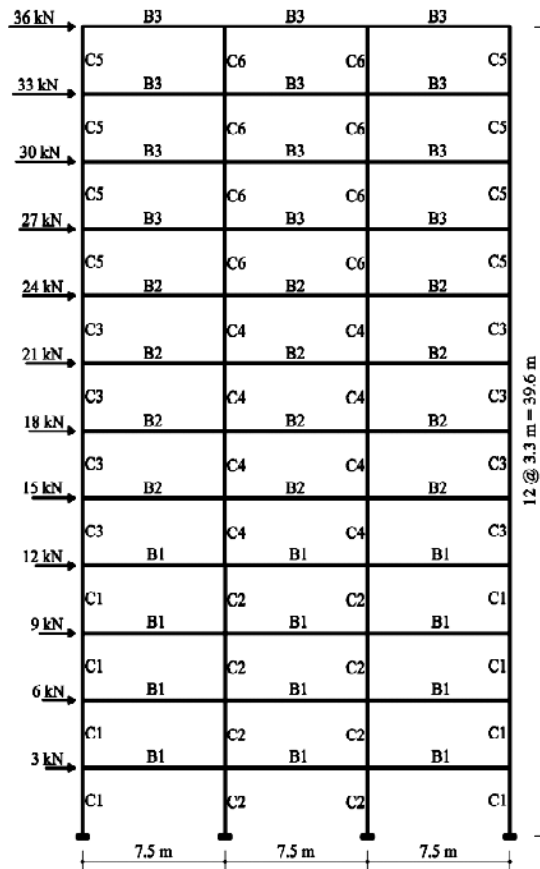 36 kN B3 B3 B3
C5 C6 C6 C5
33 kN B3 B3 B3
C5 C6 C6 C5
30 kN B3 B3 B3
C5 C6 C6 C5
27 kN B3 B3 B3
C5 C6 C6 C5
24 kN B2 B2 B2
C3 C4 C4 C3
21 kN B2 B2 B2
C3 C4 C4 C3
18 kN B2 B2 B2
C3 C4 C4 C3
15 kN B2 B2 B2
C3 C4 C4 C3
12 kN B1 B1 B1
C1 C2 C2 C1
9 kN B1 B1 B1
C1 C2 C2 C1
6 kN B1 B1 B1
C1 C2 C2 C1
3 kN B1 B1 B1
C1 C2 C2 C1
7.5 m 7.5 m 7.5 m
12 @ 3.3 m = 39.6 m